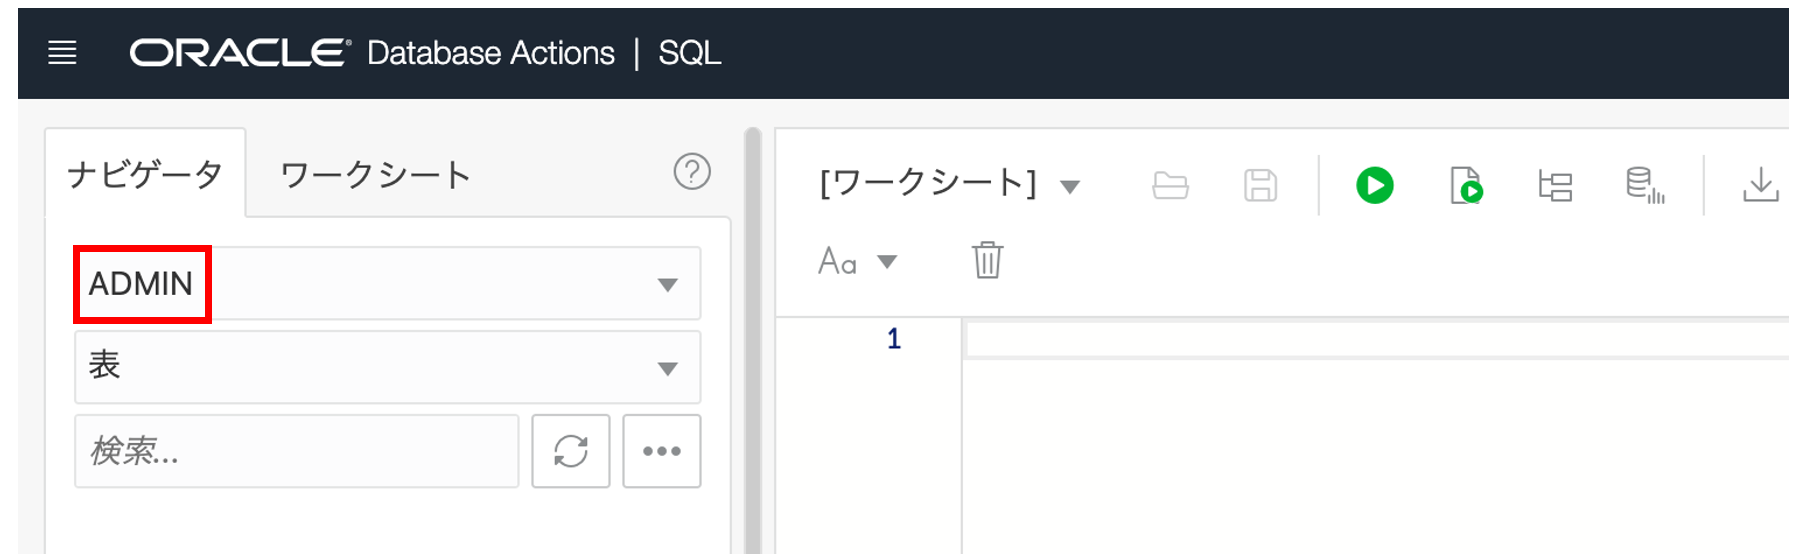 ORACLE® Database Actions | SQL
ナビゲータ ワークシート ?
ADMIN
表
検索...
[ワークシート]
Aa
1